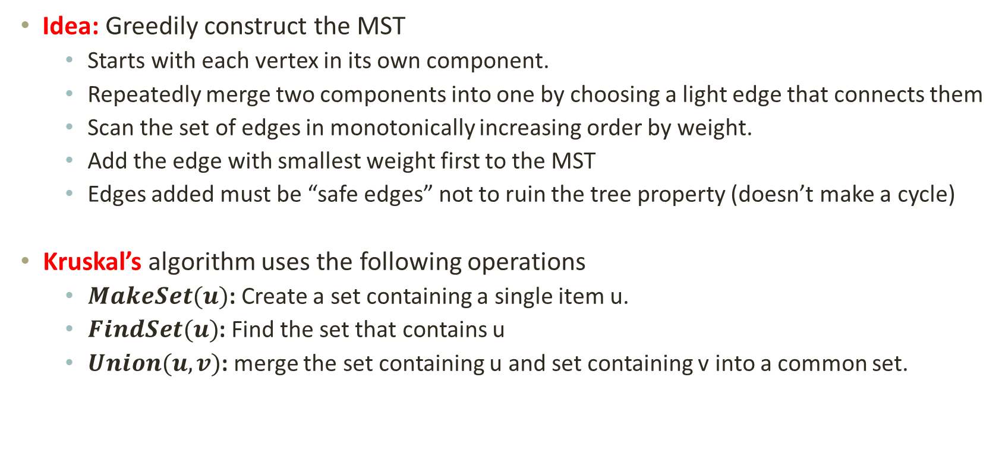 • Idea: Greedily construct the MST
• Starts with each vertex in its own component.
• Repeatedly merge two components into one by choosing a light edge that connects them
• Scan the set of edges in monotonically increasing order by weight.
• Add the edge with smallest weight first to the MST
• Edges added must be “safe edges” not to ruin the tree property (doesn’t make a cycle)
• Kruskal’s algorithm uses the following operations
• MakeSet(u): Create a set containing a single item u.
• FindSet(u): Find the set that contains u
• Union(u,v): merge the set containing u and set containing v into a common set.